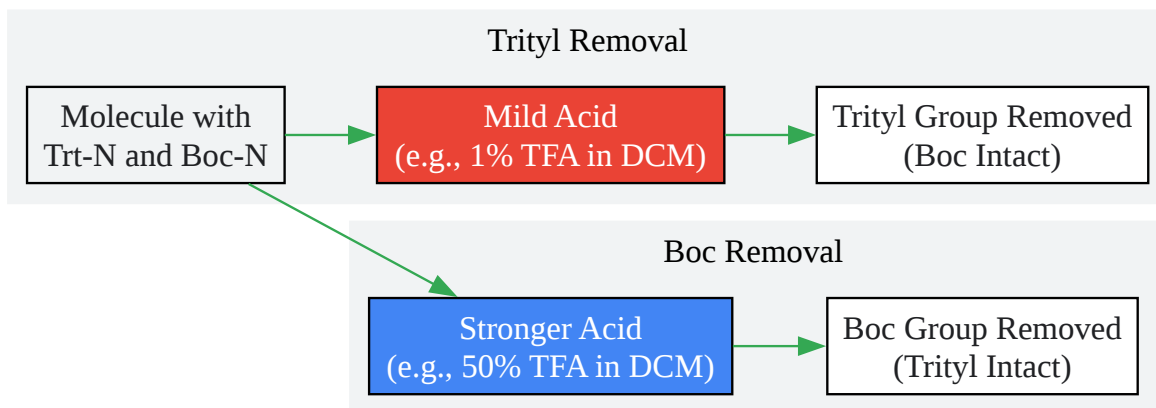 Trityl Removal
Molecule with
Trt-N and Boc-N
Mild Acid
(e.g., 1% TFA in DCM)
Trityl Group Removed
(Boc Intact)
Boc Removal
Stronger Acid
(e.g., 50% TFA in DCM)
Boc Group Removed
(Trityl Intact)